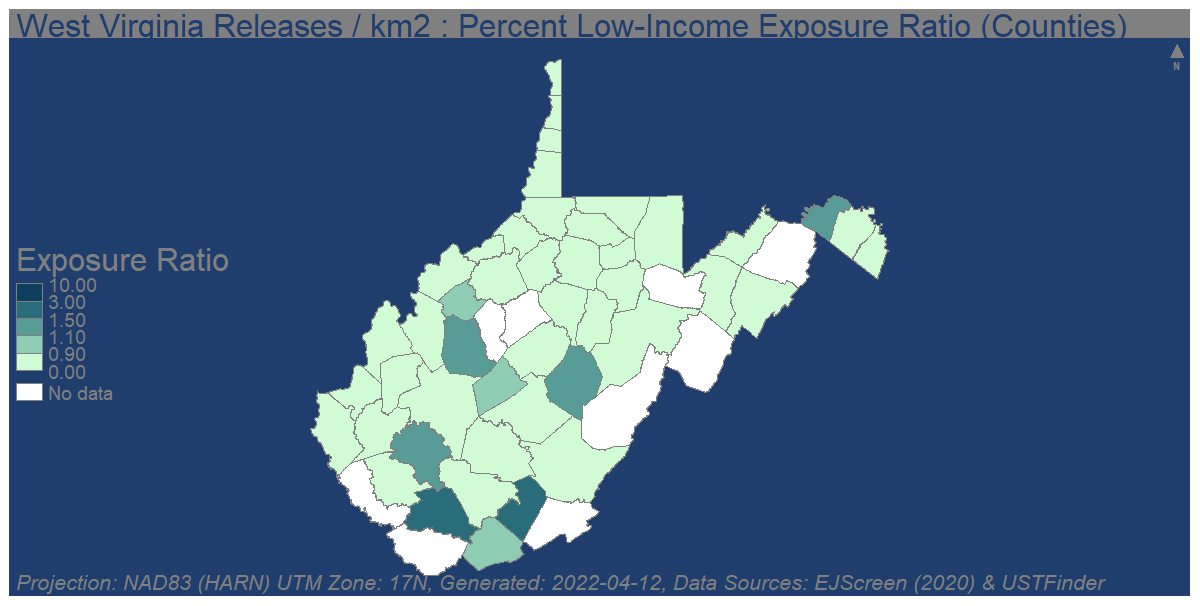 West Virginia Releases / km2 : Percent Low-Income Exposure Ratio (Counties)
N
Exposure Ratio
10.00
3.00
1.50
1.10
0.90
0.00
No data
Projection: NAD83 (HARN) UTM Zone: 17N, Generated: 2022-04-12, Data Sources: EJScreen (2020) & USTFinder